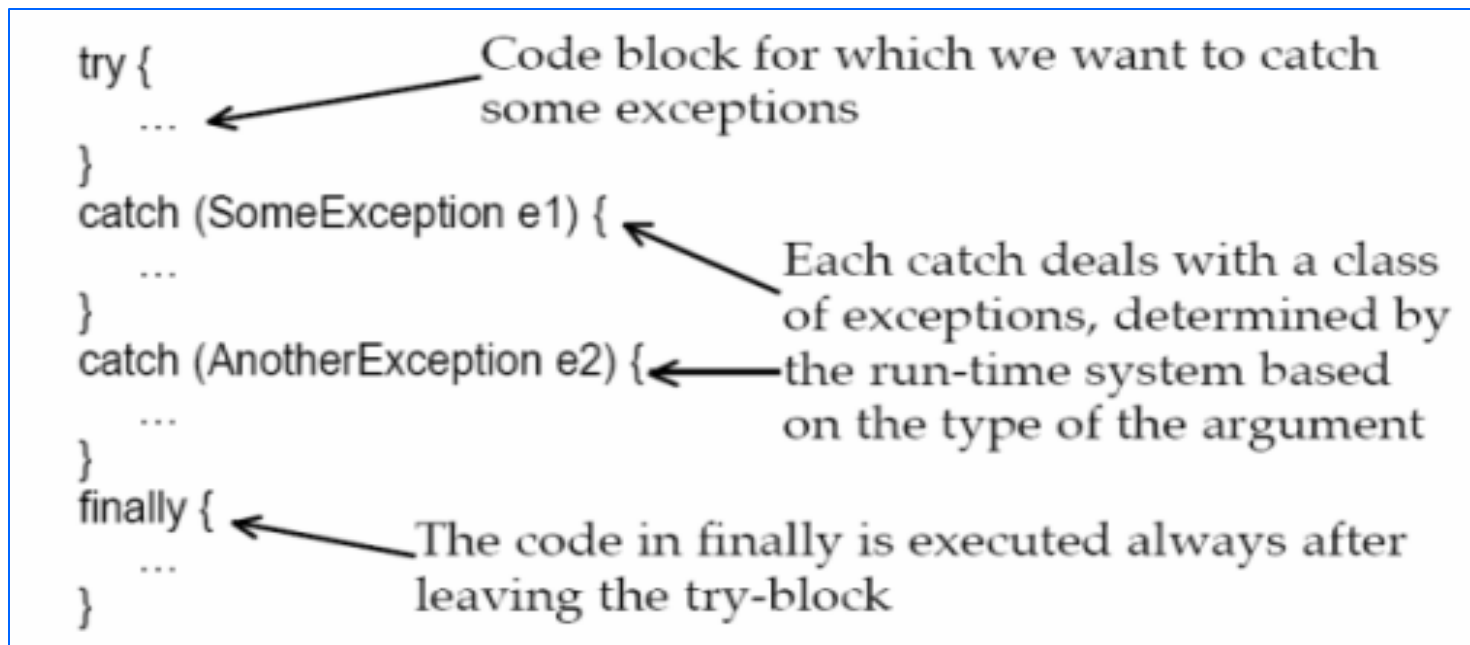 try {
Code block for which we want to catch
some exceptions
...
}
catch (SomeException e1) {
...
Each catch deals with a class
of exceptions, determined by
the run-time system based
on the type of the argument
}
catch (AnotherException e2) {
...
}
finally {
The code in finally is executed always after
leaving the try-block
...
}